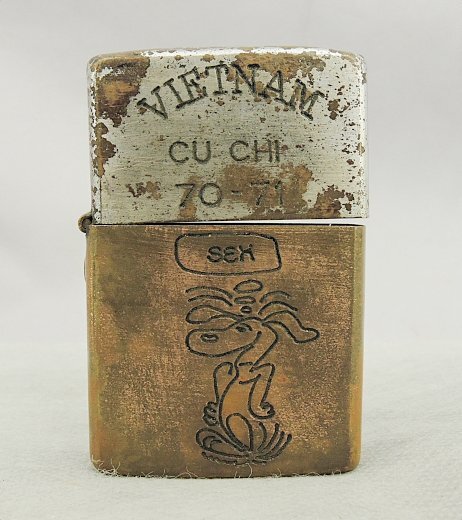 VIETNAM
CU CHI
70-71
SEX